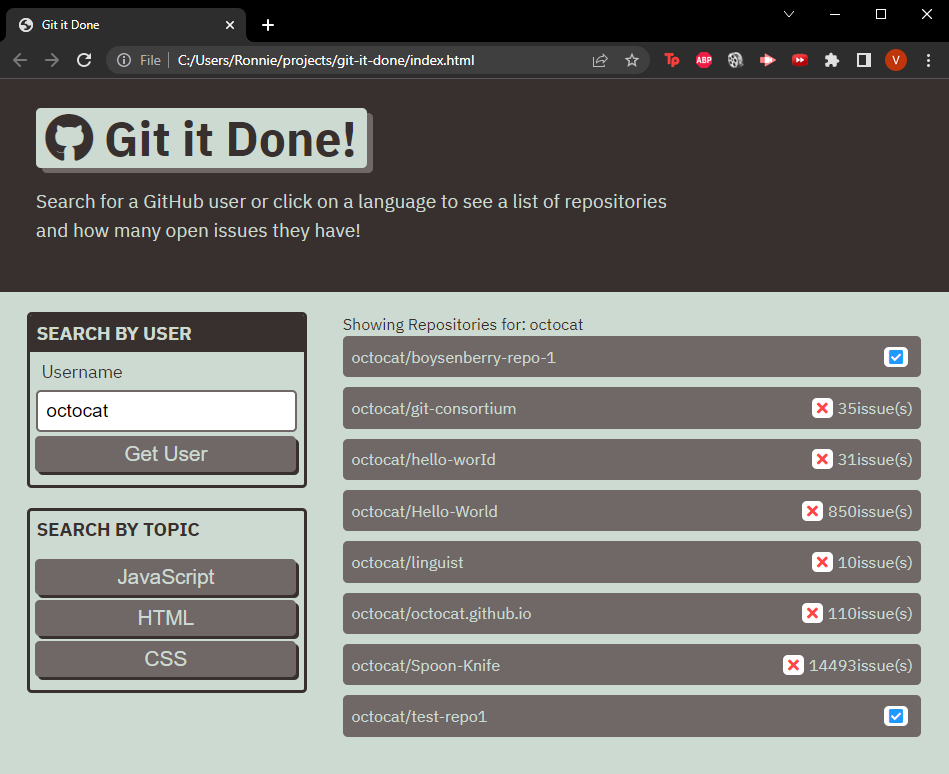 Git it Done
File
C:/Users/Ronnie/projects/git-it-done/index.html
Tp
ABP
V
Git it Done!
Search for a GitHub user or click on a language to see a list of repositories
and how many open issues they have!
SEARCH BY USER
Username
octocat
Get User
SEARCH BY TOPIC
JavaScript
HTML
CSS
Showing Repositories for: octocat
octocat/boysenberry-repo-1
octocat/git-consortium 35issue(s)
octocat/hello-worId 31issue(s)
octocat/Hello-World 850issue(s)
octocat/linguist 10issue(s)
octocat/octocat.github.io 110issue(s)
octocat/Spoon-Knife 14493issue(s)
octocat/test-repo1